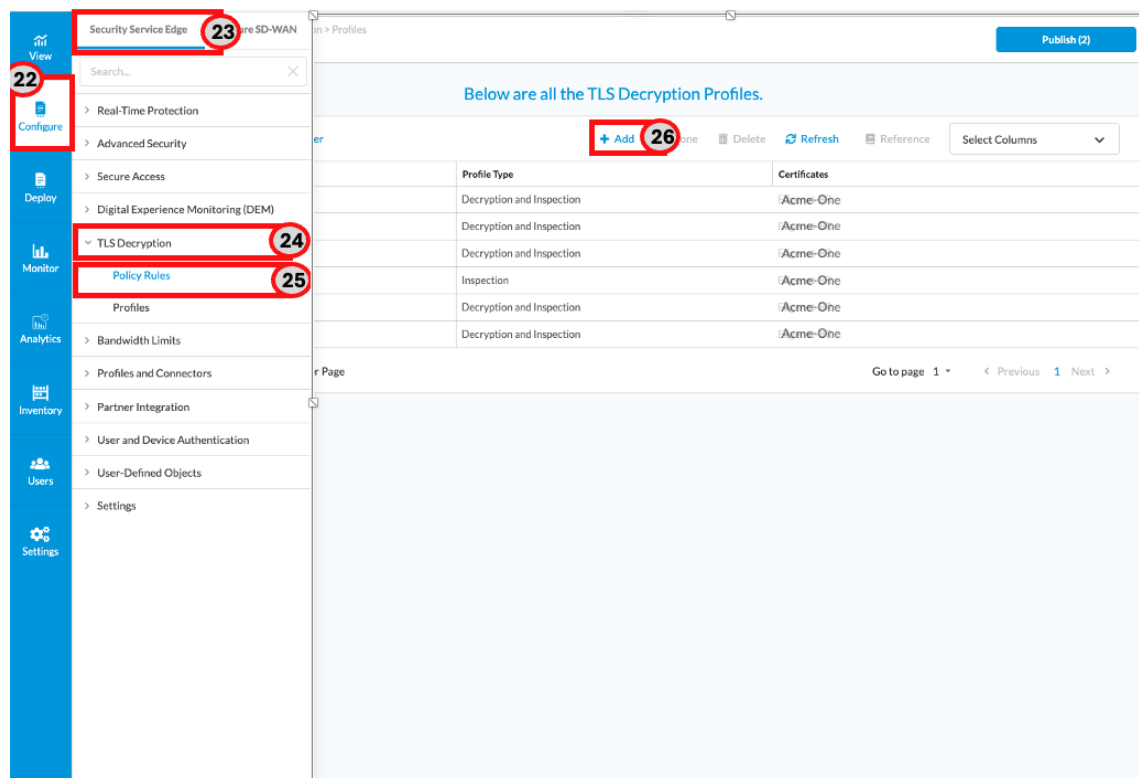 View
Configure
Deploy
Monitor
Analytics
Inventory
Users
Settings
22
Security Service Edge
23
re SD-WAN
Search...
Real-Time Protection
Advanced Security
Secure Access
Digital Experience Monitoring (DEM)
TLS Decryption
24
Policy Rules
25
Profiles
Bandwidth Limits
Profiles and Connectors
Partner Integration
User and Device Authentication
User-Defined Objects
Settings
n > Profiles
Publish (2)
Below are all the TLS Decryption Profiles.
er
+ Add
26
one
Delete
Refresh
Reference
Select Columns
Profile Type Certificates
Decryption and Inspection Acme-One
Decryption and Inspection Acme-One
Decryption and Inspection Acme-One
Inspection Acme-One
Decryption and Inspection Acme-One
Decryption and Inspection Acme-One
r Page
Go to page 1
< Previous 1 Next >